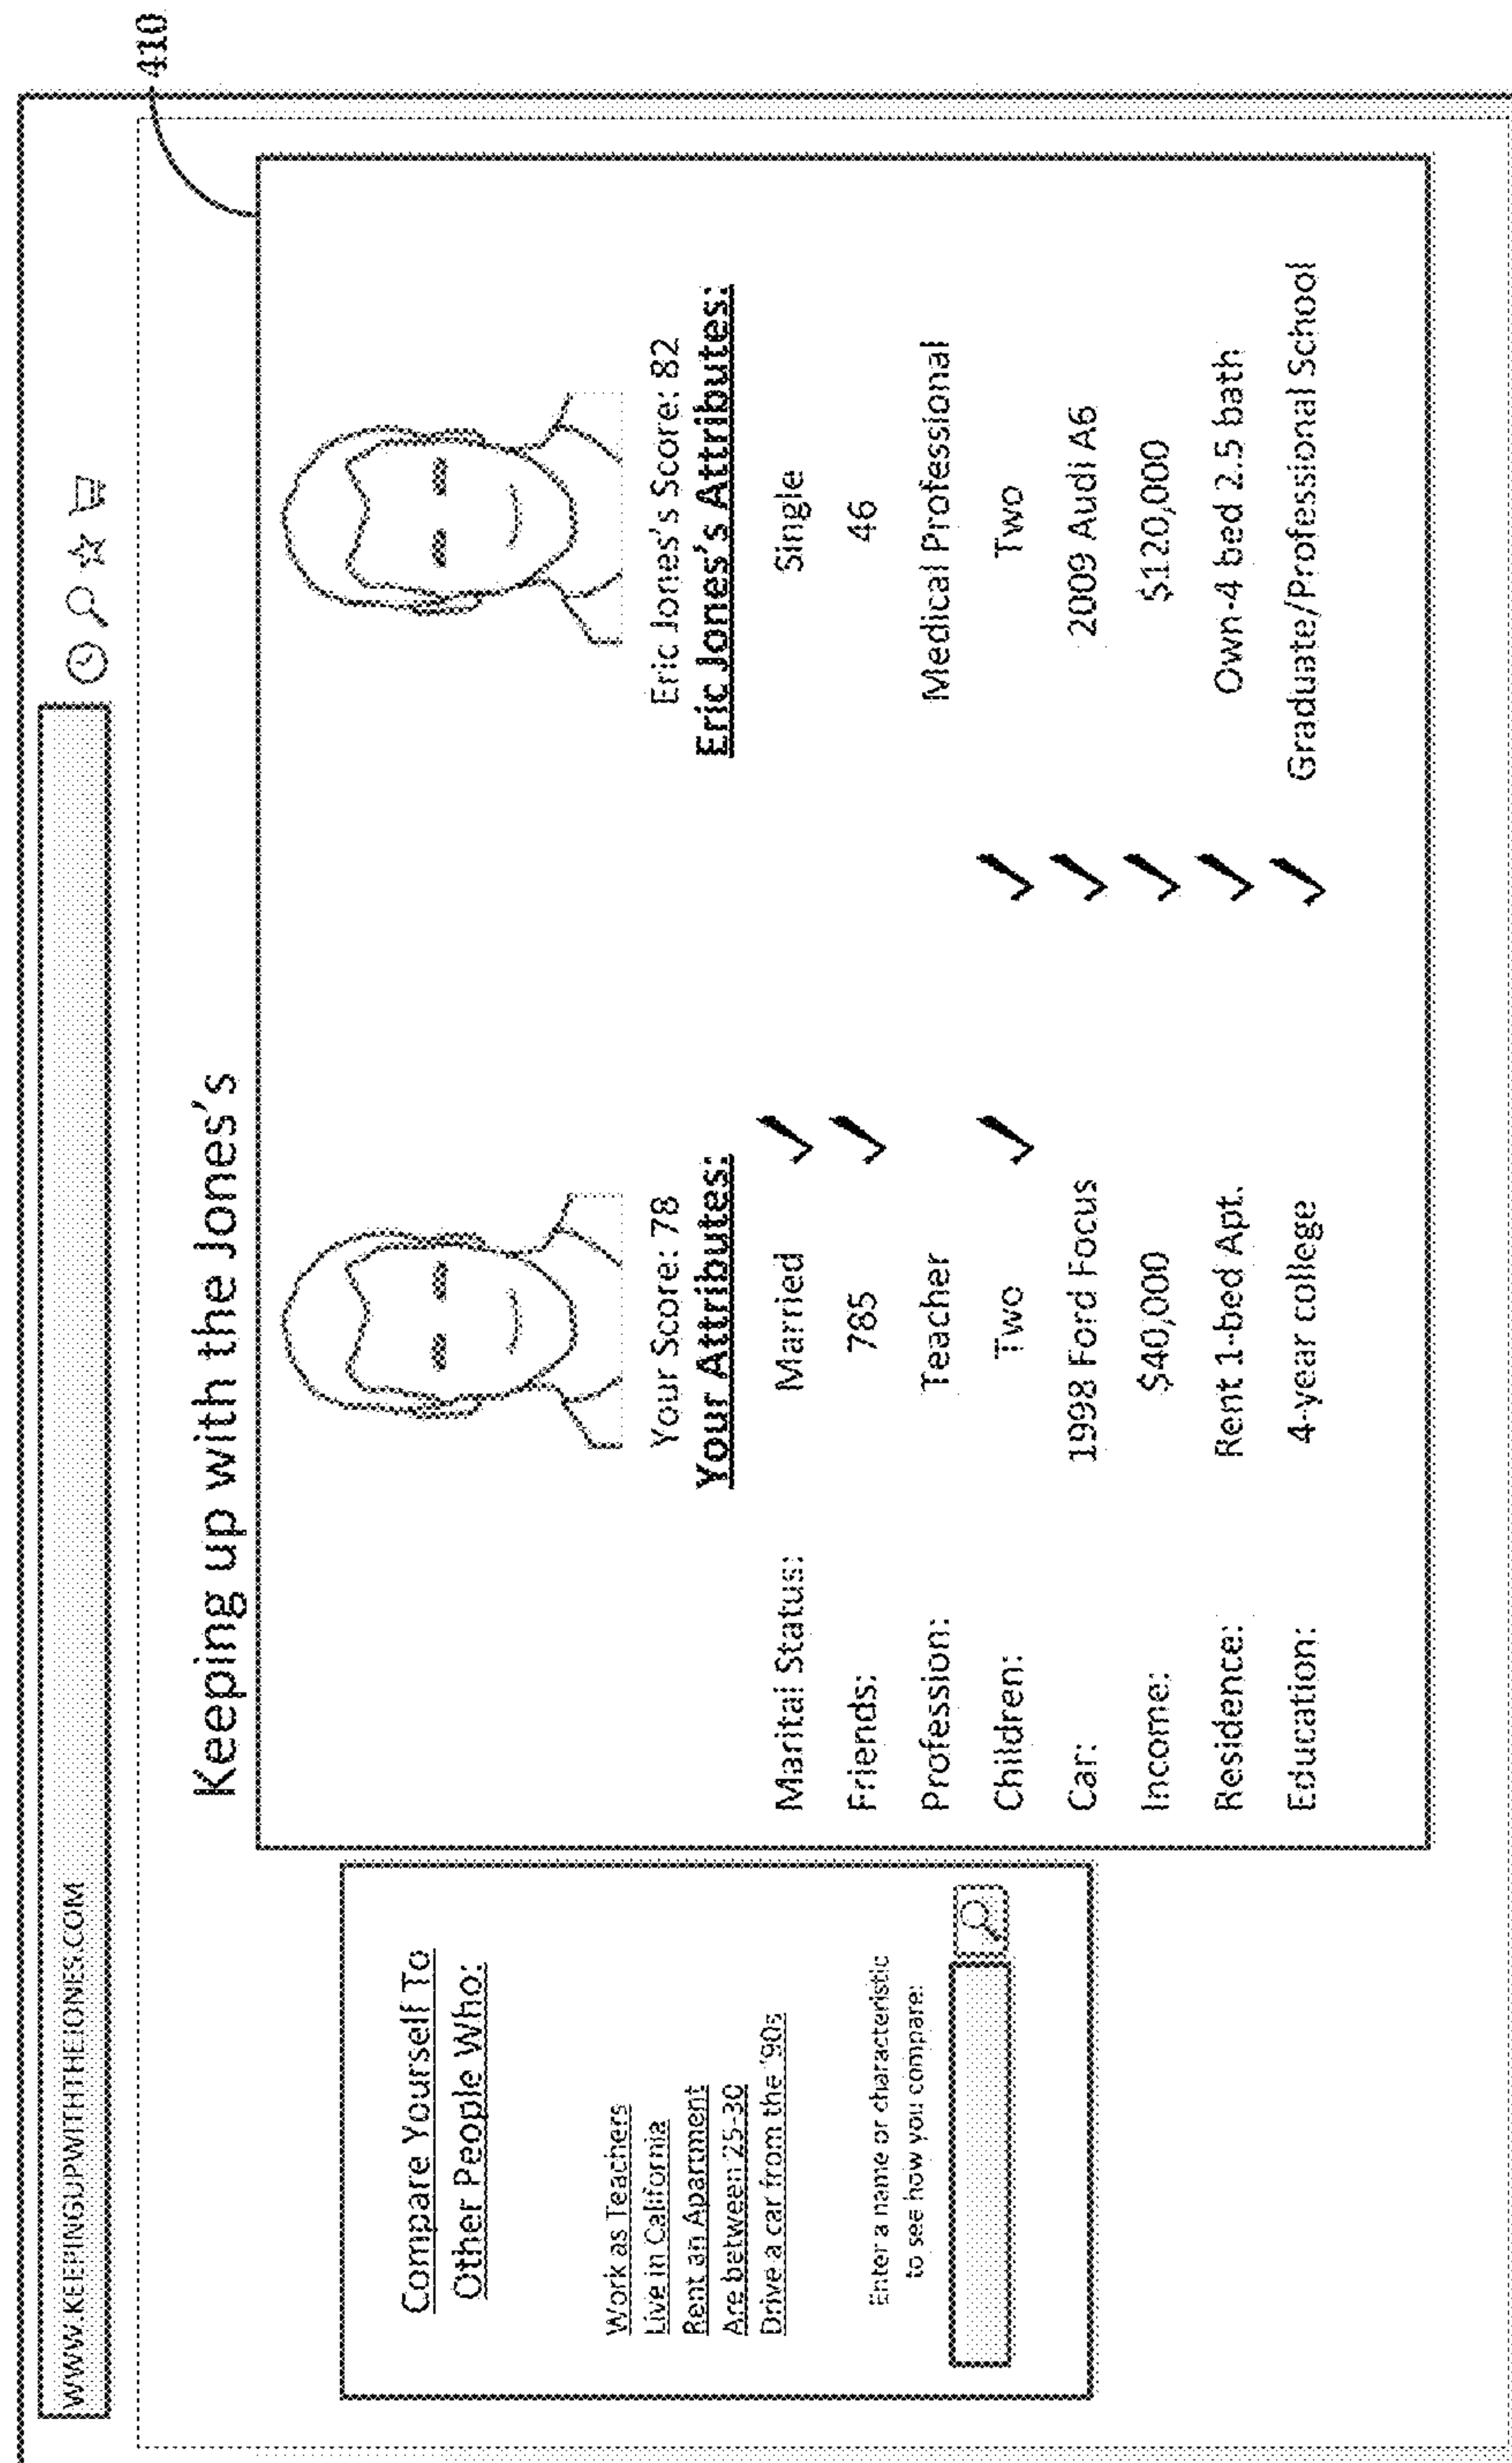 WWW.KEEPINGUPWITHTHEJONES.COM
410
Keeping up with the Jones's
Compare Yourself To
Other People Who:
Work as Teachers
Live in California
Rent an Apartment
Are between 25-30
Drive a car from the '90s
Enter a name or characteristic
to see how you compare:
Your Score: 78 Eric Jones's Score: 82
Your Attributes: Eric Jones's Attributes:
Marital Status: Married Single
Friends: 785 46
Profession: Teacher Medical Professional
Children: Two Two
Car: 1998 Ford Focus 2009 Audi A6
Income: $40,000 $120,000
Residence: Rent 1-bed Apt. Own-4 bed 2.5 bath
Education: 4-year college Graduate/Professional School